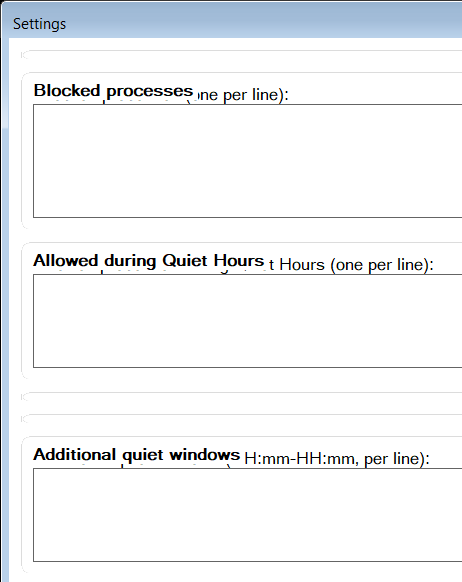 Settings
Blocked processes (one per line):
Allowed during Quiet Hours t Hours (one per line):
Additional quiet windows H:mm-HH:mm, per line):